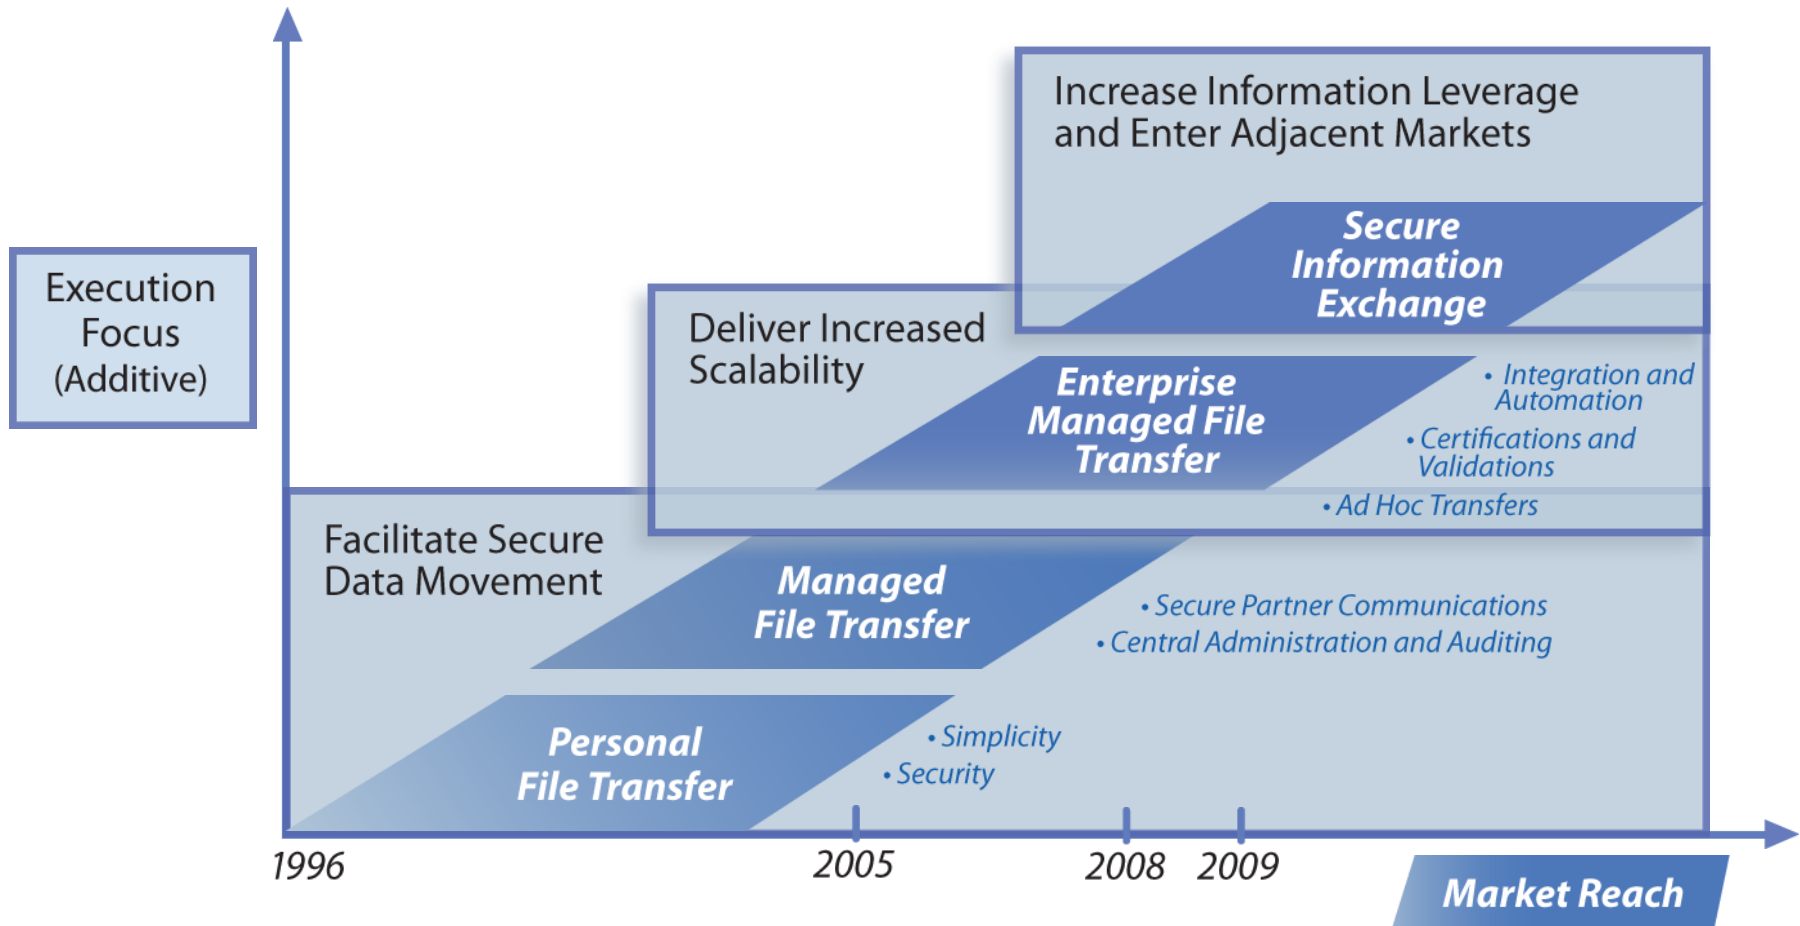 Increase Information Leverage
and Enter Adjacent Markets
Secure
Information
Exchange
Execution
Focus
(Additive)
Deliver Increased
Scalability
Enterprise
Managed File
Transfer
• Integration and
Automation
• Certifications and
Validations
• Ad Hoc Transfers
Facilitate Secure
Data Movement
Managed
File Transfer
• Secure Partner Communications
• Central Administration and Auditing
Personal
File Transfer
• Simplicity
• Security
1996
2005
2008
2009
Market Reach